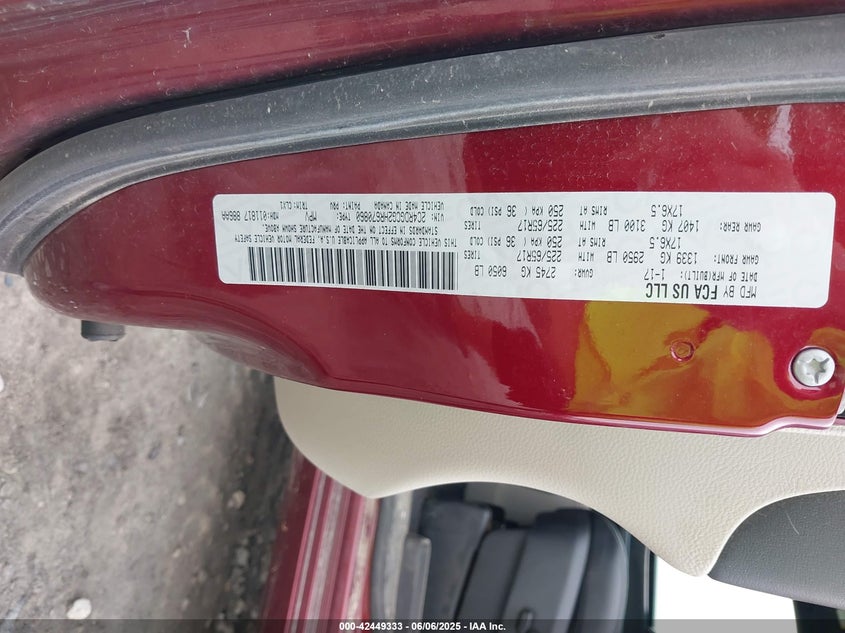 MFD BY FCA US LLC
DATE OF MFR(BUILT): 1-17 GVWR: 2745 KG 6050 LB
GAWR FRONT: 1339 KG 2950 LB WITH 225/65R17 TIRES
17X6.5 RIMS AT 250 KPA( 36 PSI COLD
GAWR REAR: 1407 KG 3100 LB WITH 225/65R17 TIRES
17X6.5 RIMS AT 250 KPA( 36 PSI COLD
THIS VEHICLE CONFORMS TO ALL APPLICABLE U.S.A. FEDERAL MOTOR VEHICLE SAFETY
STANDARDS IN EFFECT ON THE DATE OF MANUFACTURE SHOWN ABOVE.
VIN: TYPE: MPV MDH:011817
VEHICLE MADE IN CANADA PAINT: PRV TRIM:CLX1
000-42449333 - 06/06/2025 - IAA Inc.